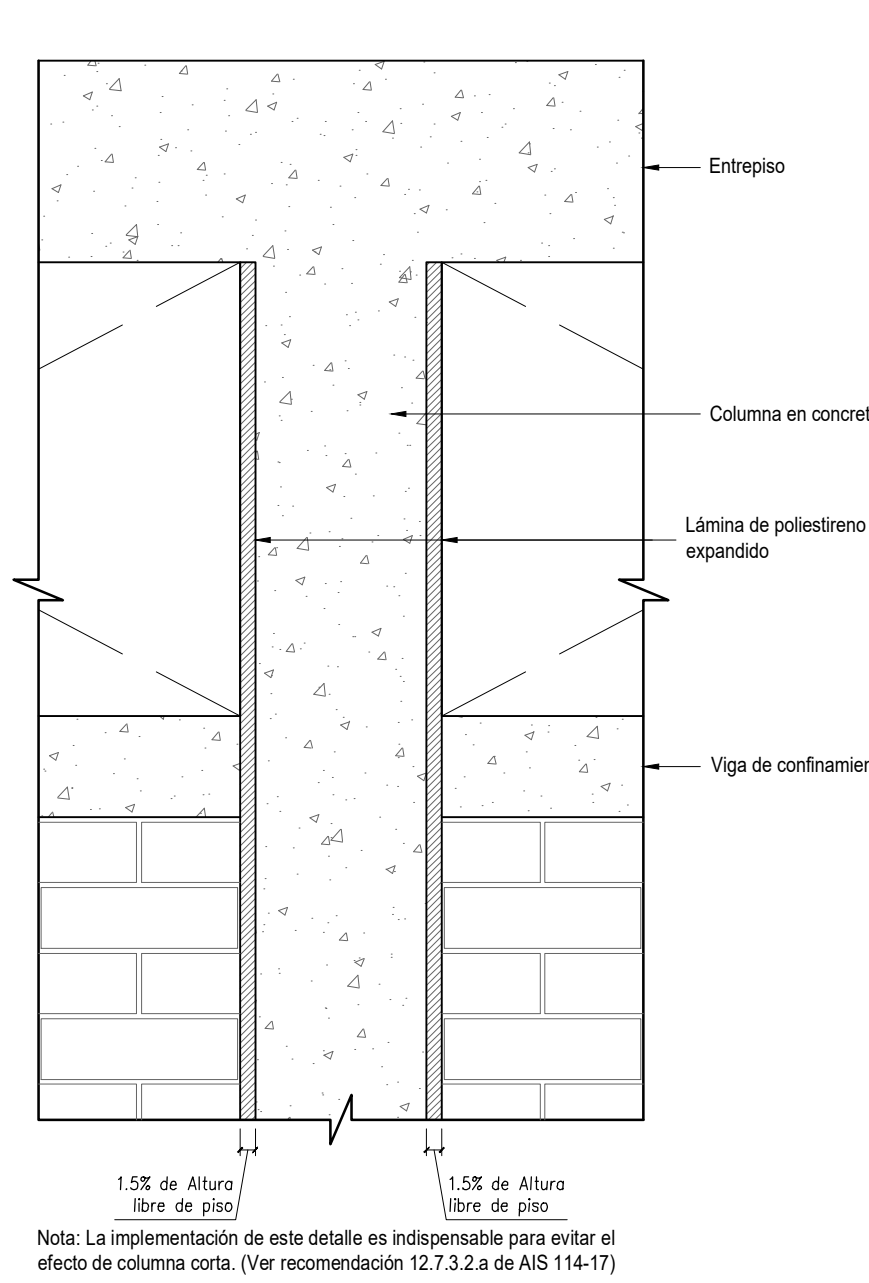 Entrepiso
Columna en concret
Lámina de poliestireno
expandido
Viga de confinamier
1.5% de Altura
libre de piso
1.5% de Altura
libre de piso
Nota: La implementación de este detalle es indispensable para evitar el
efecto de columna corta. (Ver recomendación 12.7.3.2.a de AIS 114-17)